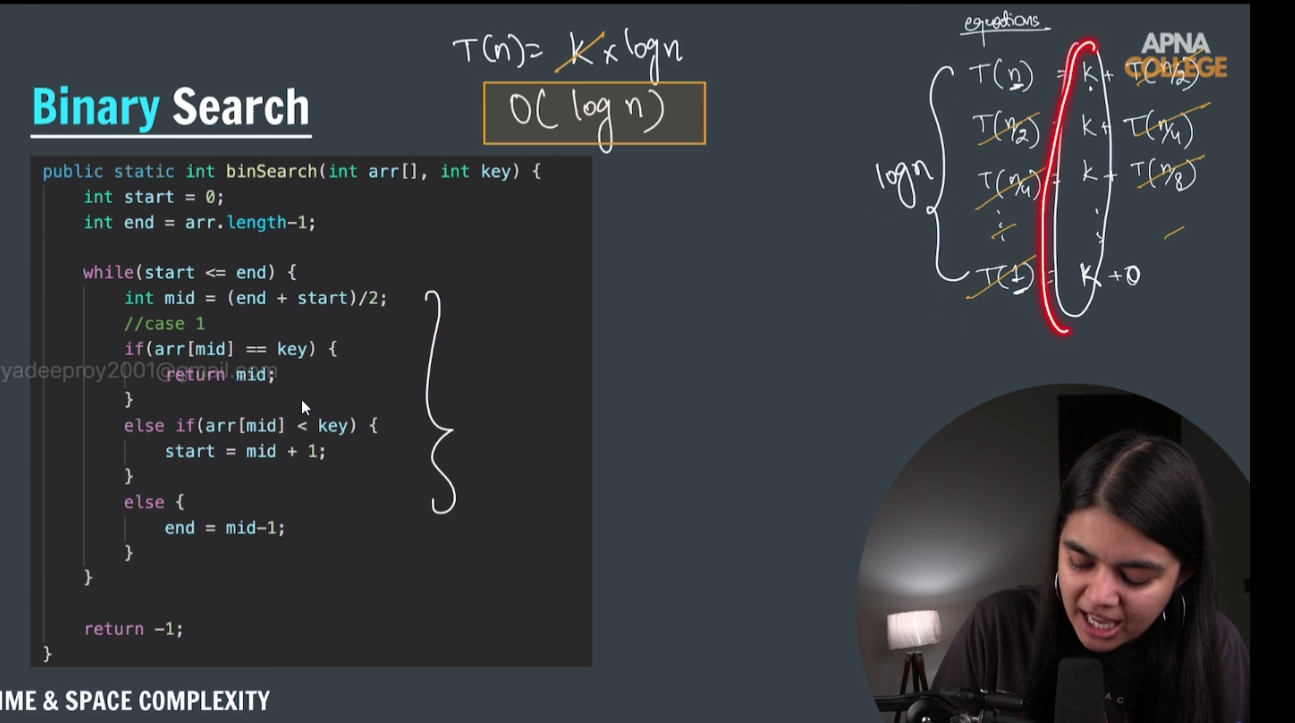 equations
T(n) = K × log n
O( log n )
APNA
COLLEGE
Binary Search
T(n) = K + T(n/2)
T(n/2) = K + T(n/4)
T(n/4) = K + T(n/8)
log n
T(1) = K + 0
public static int binSearch(int arr[], int key) {
int start = 0;
int end = arr.length-1;
while(start <= end) {
int mid = (end + start)/2;
//case 1
if(arr[mid] == key) {
yadeeproy2001@gmail.com
return mid;
}
else if(arr[mid] < key) {
start = mid + 1;
}
else {
end = mid-1;
}
}
return -1;
}
IME & SPACE COMPLEXITY